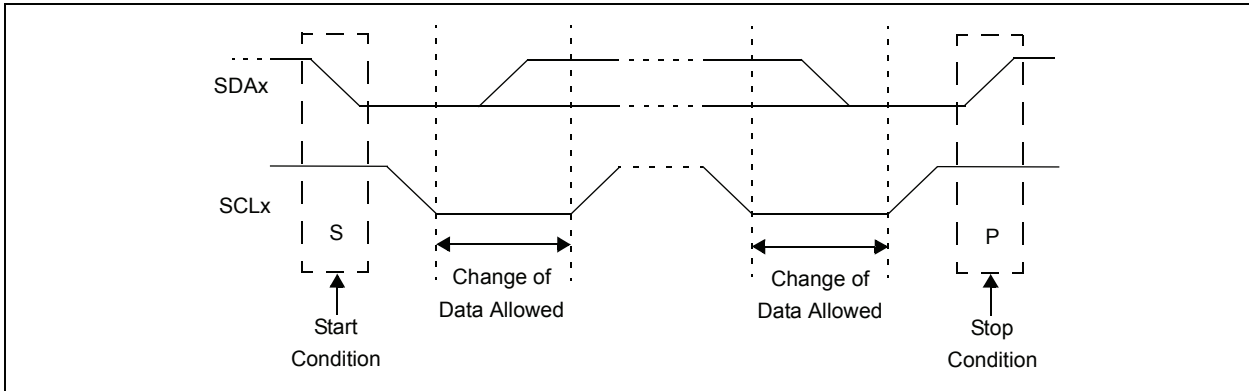 SDAx
SCLx
S
P
Change of
Data Allowed
Change of
Data Allowed
Start
Condition
Stop
Condition